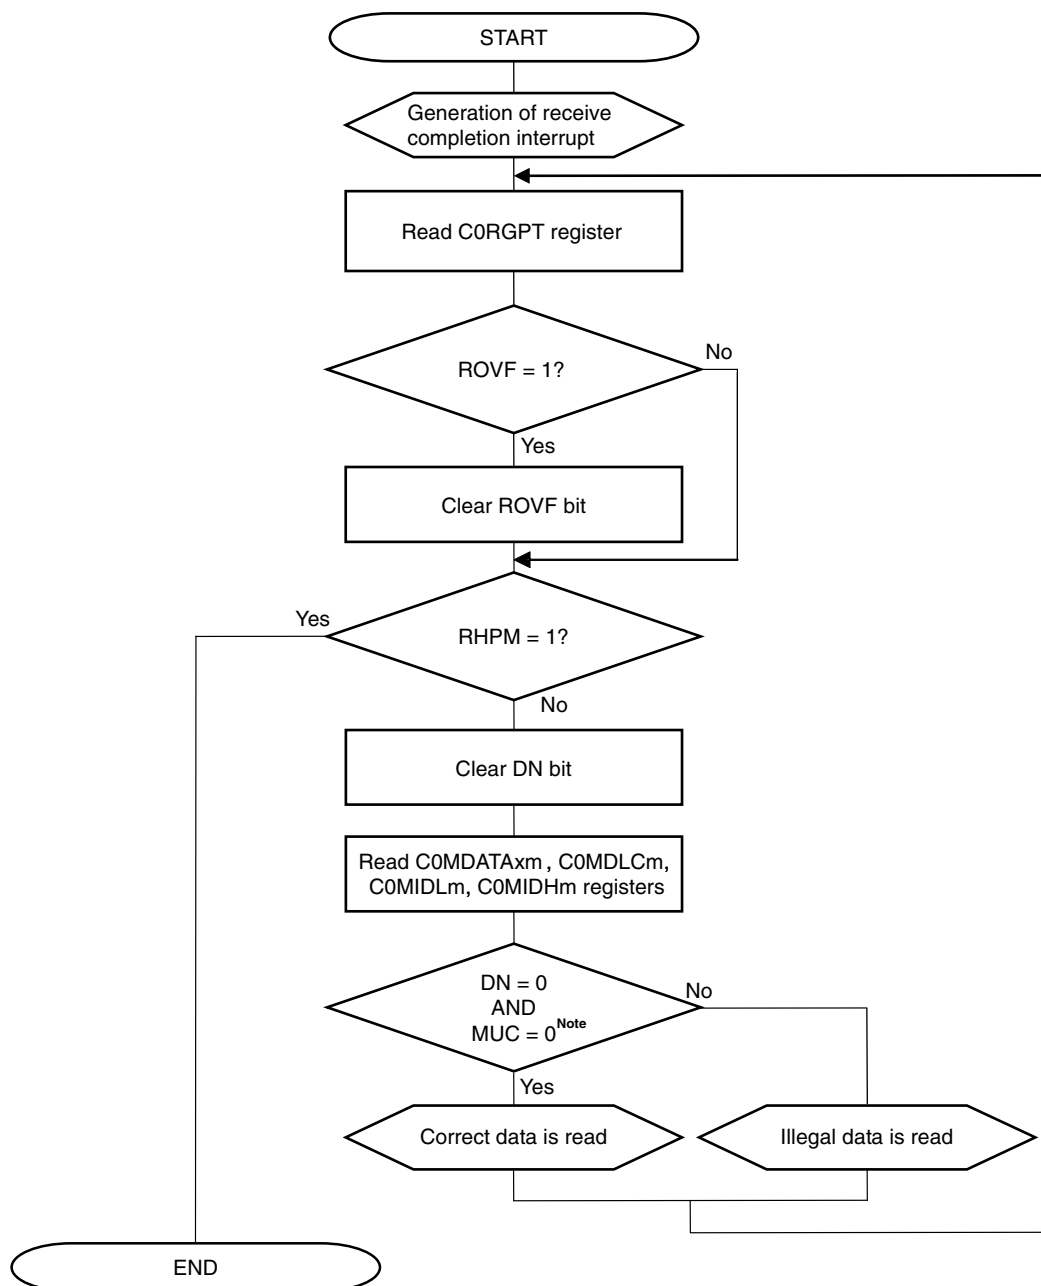 START
Generation of receive
completion interrupt
Read C0RGPT register
ROVF = 1?
No
Yes
Clear ROVF bit
Yes
RHPM = 1?
No
Clear DN bit
Read C0MDATAxm , C0MDLCm,
C0MIDLm, C0MIDHm registers
DN = 0
AND
MUC = 0Note
No
Yes
Correct data is read
Illegal data is read
END